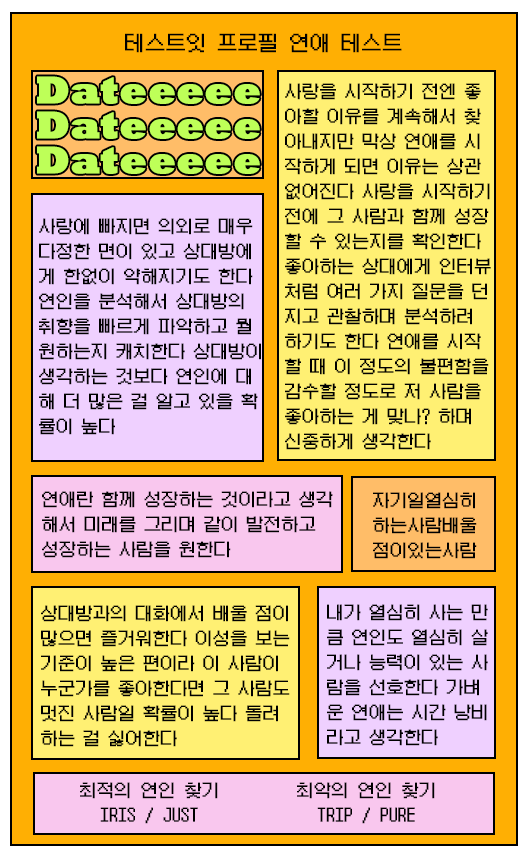 테스트잇 프로필 연애 테스트
Dateeeee
Dateeeee
Dateeeee
사랑에 빠지면 의외로 매우
다정한 면이 있고 상대방에
게 한없이 약해지기도 한다
연인을 분석해서 상대방의
취향을 빠르게 파악하고 뭘
원하는지 캐치한다 상대방이
생각하는 것보다 연인에 대
해 더 많은 걸 알고 있을 확
률이 높다
사랑을 시작하기 전엔 좋
아할 이유를 계속해서 찾
아내지만 막상 연애를 시
작하게 되면 이유는 상관
없어진다 사랑을 시작하기
전에 그 사람과 함께 성장
할 수 있는지를 확인한다
좋아하는 상대에게 인터뷰
처럼 여러 가지 질문을 던
지고 관찰하며 분석하려
하기도 한다 연애를 시작
할 때 이 정도의 불편함을
감수할 정도로 저 사람을
좋아하는 게 맞나? 하며
신중하게 생각한다
연애란 함께 성장하는 것이라고 생각
해서 미래를 그리며 같이 발전하고
성장하는 사람을 원한다
자기일열심히
하는사람배울
점이있는사람
상대방과의 대화에서 배울 점이
많으면 즐거워한다 이성을 보는
기준이 높은 편이라 이 사람이
누군가를 좋아한다면 그 사람도
멋진 사람일 확률이 높다 돌려
하는 걸 싫어한다
내가 열심히 사는 만
큼 연인도 열심히 살
거나 능력이 있는 사
람을 선호한다 가벼
운 연애는 시간 낭비
라고 생각한다
최적의 연인 찾기
IRIS / JUST
최악의 연인 찾기
TRIP / PURE